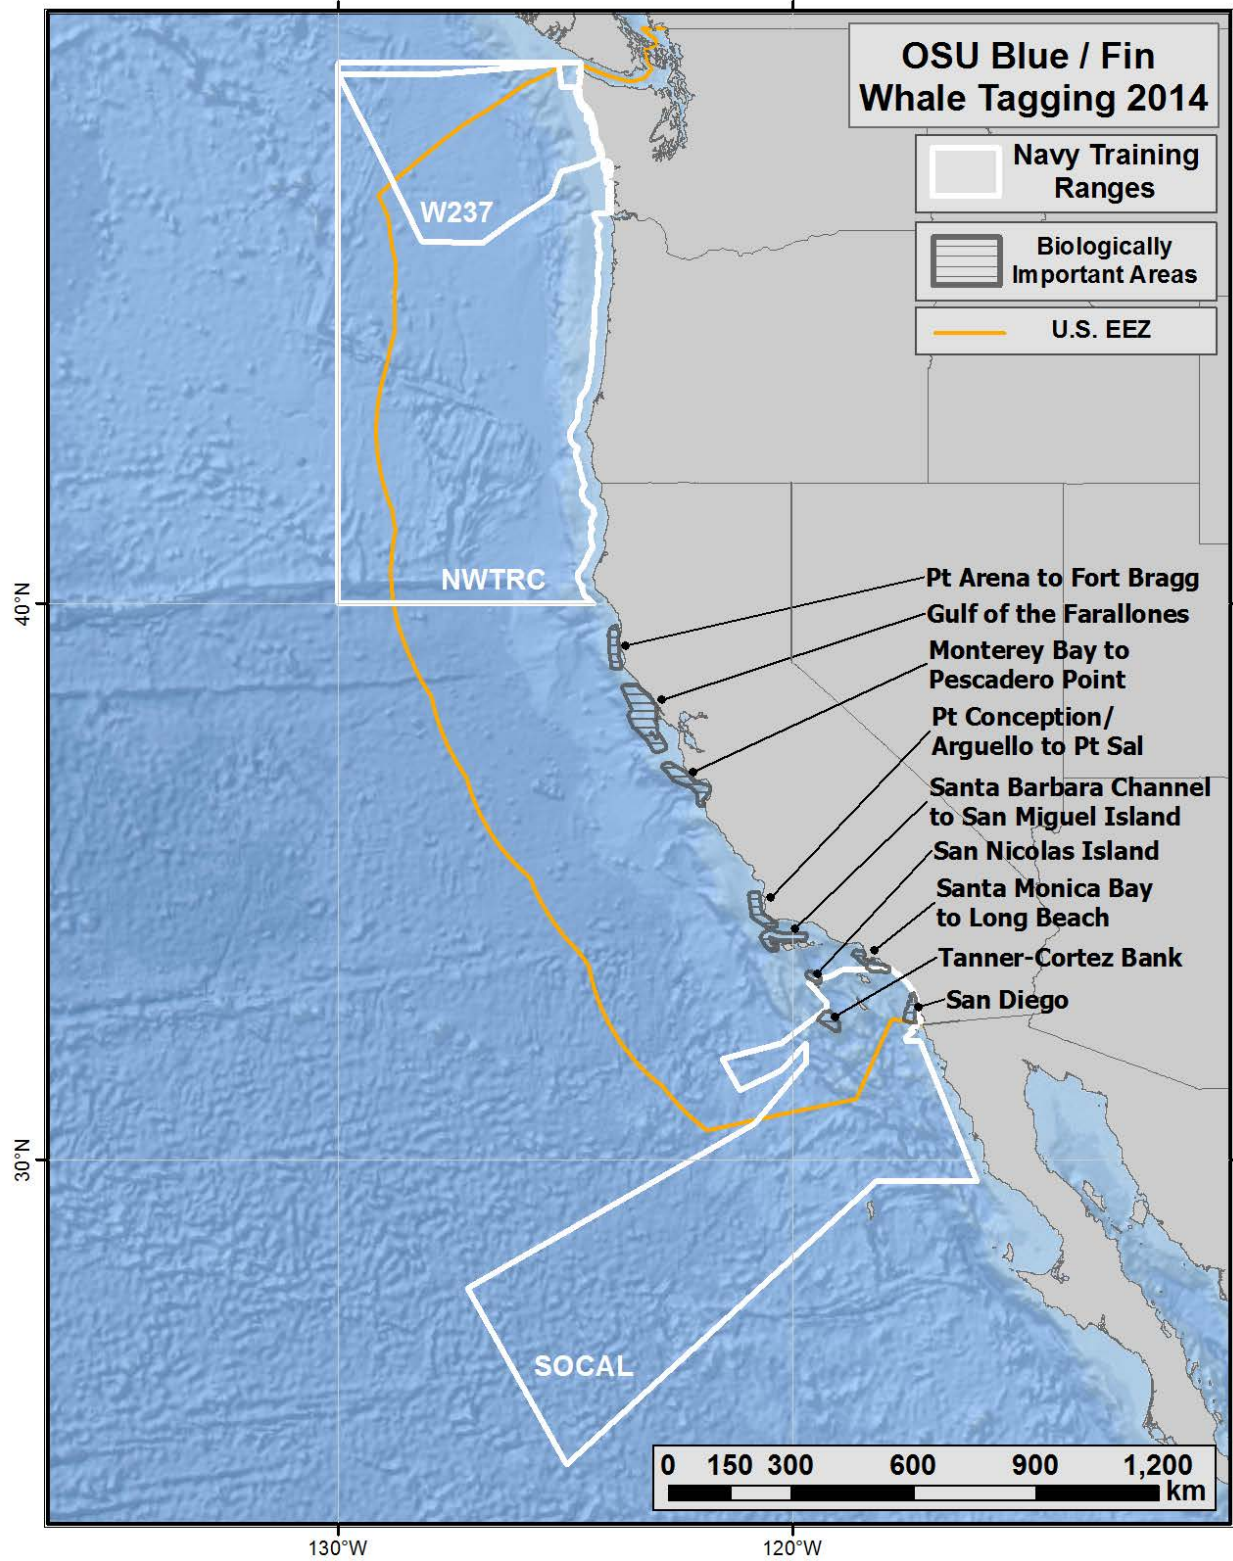 OSU Blue / Fin
Whale Tagging 2014
Navy Training
Ranges
Biologically
Important Areas
U.S. EEZ
W237
NWTRC
40°N
Pt Arena to Fort Bragg
Gulf of the Farallones
Monterey Bay to
Pescadero Point
Pt Conception/
Arguello to Pt Sal
Santa Barbara Channel
to San Miguel Island
San Nicolas Island
Santa Monica Bay
to Long Beach
Tanner-Cortez Bank
San Diego
30°N
SOCAL
0 150 300 600 900 1,200
km
130°W 120°W